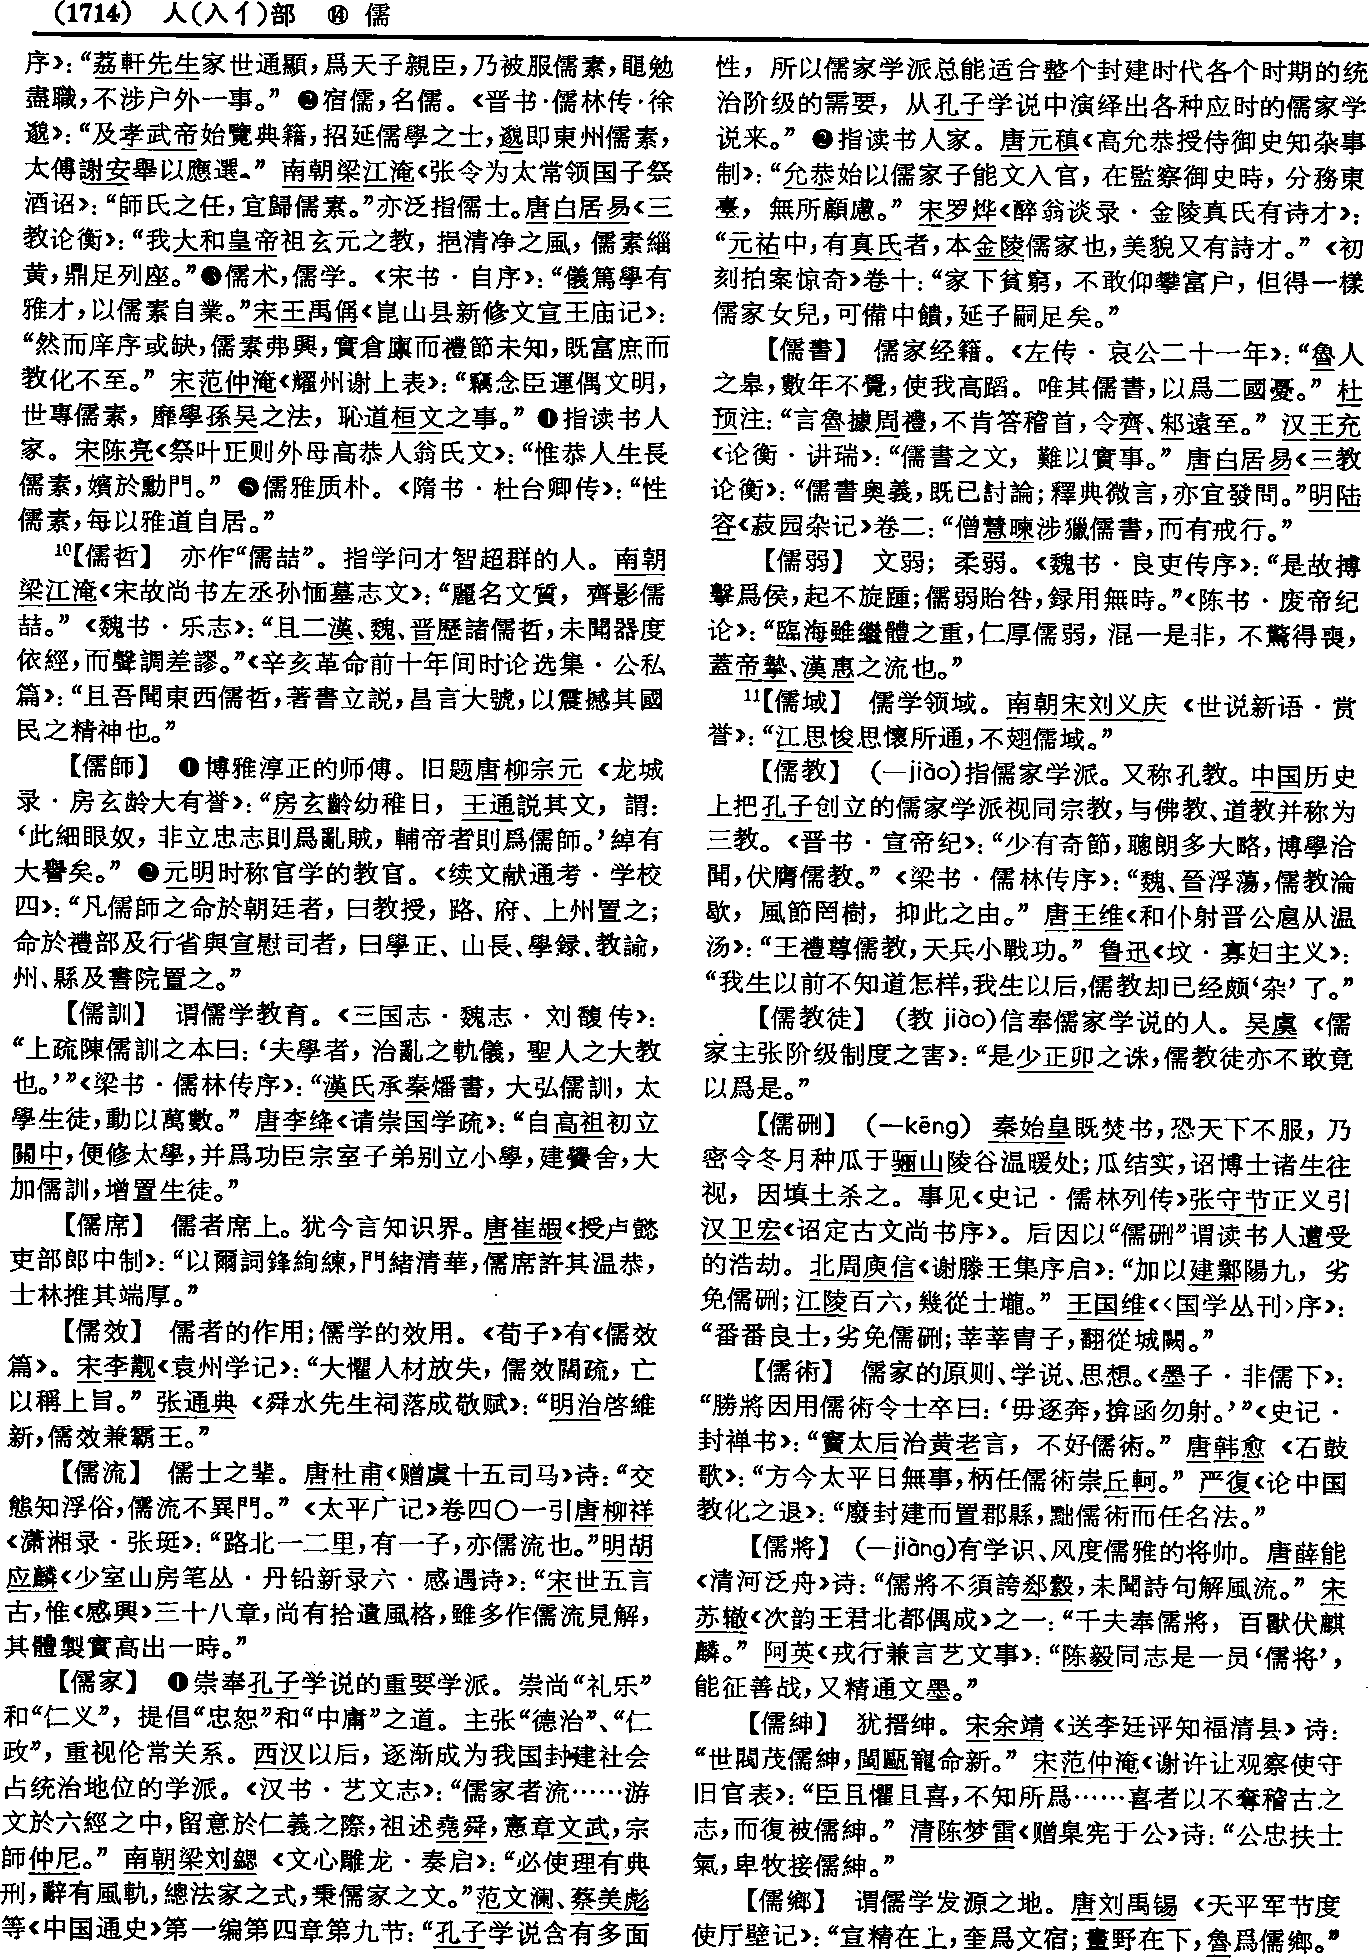 (1714) 人(入亻)部 ⑭ 儒
序》：“荔軒先生家世通顯，爲天子親臣，乃被服儒素，黽勉
盡職，不涉户外一事。” ❷宿儒，名儒。《晋书·儒林传·徐
邈》：“及孝武帝始覽典籍，招延儒學之士，邈即東州儒素，
太傅謝安舉以應選。” 南朝梁江淹《张令为太常领国子祭
酒诏》：“師氏之任，宜歸儒素。”亦泛指儒士。唐白居易《三
教论衡》：“我大和皇帝祖玄元之教，挹清净之風，儒素緇
黄，鼎足列座。”❸儒术，儒学。《宋书·自序》：“儀篤學有
雅才，以儒素自業。”宋王禹偁《崑山县新修文宣王庙记》：
“然而庠序或缺，儒素弗興，實倉廪而禮節未知，既富庶而
教化不至。” 宋范仲淹《耀州谢上表》：“竊念臣運偶文明，
世專儒素，靡學孫吴之法，恥道桓文之事。” ❹指读书人
家。宋陈亮《祭叶正则外母高恭人翁氏文》：“惟恭人生長
儒素，嬪於勳門。” ❺儒雅质朴。《隋书·杜台卿传》：“性
儒素，每以雅道自居。”
¹⁰【儒哲】 亦作“儒喆”。指学问才智超群的人。南朝
梁江淹《宋故尚书左丞孙缅墓志文》：“麗名文質，齊影儒
喆。”《魏书·乐志》：“且二漢、魏、晋歷諸儒哲，未聞器度
依經，而聲調差謬。”《辛亥革命前十年间时论选集·公私
篇》：“且吾聞東西儒哲，著書立説，昌言大號，以震撼其國
民之精神也。”
【儒師】 ❶博雅淳正的师傅。旧题唐柳宗元《龙城
录·房玄龄大有誉》：“房玄齡幼稚日，王通説其文，謂：
‘此細眼奴，非立忠志則爲亂賊，輔帝者則爲儒師。’綽有
大譽矣。” ❷元明时称官学的教官。《续文献通考·学校
四》：“凡儒師之命於朝廷者，曰教授，路、府、上州置之；
命於禮部及行省與宣慰司者，曰學正、山長、學録、教諭，
州、縣及書院置之。”
【儒訓】 谓儒学教育。《三国志·魏志·刘馥传》：
“上疏陳儒訓之本曰：‘夫學者，治亂之軌儀，聖人之大教
也。’”《梁书·儒林传序》：“漢氏承秦燔書，大弘儒訓，太
學生徒，動以萬數。” 唐李绛《请崇国学疏》：“自高祖初立
關中，便修太學，并爲功臣宗室子弟别立小學，建黌舍，大
加儒訓，增置生徒。”
【儒席】 儒者席上。犹今言知识界。唐崔嘏《授卢懿
吏部郎中制》：“以爾詞鋒絢練，門緒清華，儒席許其温恭，
士林推其端厚。”
【儒效】 儒者的作用；儒学的效用。《荀子》有《儒效
篇》。宋李觏《袁州学记》：“大懼人材放失，儒效闊疏，亡
以稱上旨。” 张通典《舜水先生祠落成敬赋》：“明治啓維
新，儒效兼霸王。”
【儒流】 儒士之辈。唐杜甫《赠虞十五司马》诗：“交
態知浮俗，儒流不異門。”《太平广记》卷四〇一引唐柳祥
《潇湘录·张珽》：“路北一二里，有一子，亦儒流也。”明胡
应麟《少室山房笔丛·丹铅新录六·感遇诗》：“宋世五言
古，惟《感興》三十八章，尚有拾遺風格，雖多作儒流見解，
其體製實高出一時。”
【儒家】 ❶崇奉孔子学说的重要学派。崇尚“礼乐”
和“仁义”，提倡“忠恕”和“中庸”之道。主张“德治”、“仁
政”，重视伦常关系。西汉以后，逐渐成为我国封建社会
占统治地位的学派。《汉书·艺文志》：“儒家者流……游
文於六經之中，留意於仁義之際，祖述堯舜，憲章文武，宗
師仲尼。” 南朝梁刘勰《文心雕龙·奏启》：“必使理有典
刑，辭有風軌，總法家之式，秉儒家之文。”范文澜、蔡美彪
等《中国通史》第一编第四章第九节：“孔子学说含有多面
性，所以儒家学派总能适合整个封建时代各个时期的统
治阶级的需要，从孔子学说中演绎出各种应时的儒家学
说来。” ❷指读书人家。唐元稹《高允恭授侍御史知杂事
制》：“允恭始以儒家子能文入官，在監察御史時，分務東
臺，無所顧慮。” 宋罗烨《醉翁谈录·金陵真氏有诗才》：
“元祐中，有真氏者，本金陵儒家也，美貌又有詩才。”《初
刻拍案惊奇》卷十：“家下貧窮，不敢仰攀富户，但得一樣
儒家女兒，可備中饋，延子嗣足矣。”
【儒書】 儒家经籍。《左传·哀公二十一年》：“魯人
之皋，數年不覺，使我高蹈。唯其儒書，以爲二國憂。” 杜
预注：“言魯據周禮，不肯答稽首，令齊、邾遠至。” 汉王充
《论衡·讲瑞》：“儒書之文，難以實事。” 唐白居易《三教
论衡》：“儒書奥義，既已討論；釋典微言，亦宜發問。”明陆
容《菽园杂记》卷二：“僧慧暕涉獵儒書，而有戒行。”
【儒弱】 文弱；柔弱。《魏书·良吏传序》：“是故搏
擊爲侯，起不旋踵；儒弱貽咎，録用無時。”《陈书·废帝纪
论》：“臨海雖繼體之重，仁厚儒弱，混一是非，不驚得喪，
蓋帝摯、漢惠之流也。”
¹¹【儒域】 儒学领域。南朝宋刘义庆《世说新语·赏
誉》：“江思悛思懷所通，不翅儒域。”
【儒教】 (—jiào)指儒家学派。又称孔教。中国历史
上把孔子创立的儒家学派视同宗教，与佛教、道教并称为
三教。《晋书·宣帝纪》：“少有奇節，聰朗多大略，博學洽
聞，伏膺儒教。”《梁书·儒林传序》：“魏、晉浮蕩，儒教淪
歇，風節罔樹，抑此之由。” 唐王维《和仆射晋公扈从温
汤》：“王禮尊儒教，天兵小戰功。” 鲁迅《坟·寡妇主义》：
“我生以前不知道怎样，我生以后，儒教却已经颇‘杂’了。”
【儒教徒】 (教 jiào)信奉儒家学说的人。吴虞《儒
家主张阶级制度之害》：“是少正卯之诛，儒教徒亦不敢竟
以爲是。”
【儒硎】 (—kēng) 秦始皇既焚书，恐天下不服，乃
密令冬月种瓜于骊山陵谷温暖处；瓜结实，诏博士诸生往
视，因填土杀之。事见《史记·儒林列传》张守节正义引
汉卫宏《诏定古文尚书序》。后因以“儒硎”谓读书人遭受
的浩劫。北周庾信《谢滕王集序启》：“加以建鄴陽九，劣
免儒硎；江陵百六，幾從士壠。” 王国维《〈国学丛刊〉序》：
“番番良士，劣免儒硎；莘莘胄子，翻從城闕。”
【儒術】 儒家的原则、学说、思想。《墨子·非儒下》：
“勝將因用儒術令士卒曰：‘毋逐奔，揜函勿射。’”《史记·
封禅书》：“竇太后治黄老言，不好儒術。” 唐韩愈《石鼓
歌》：“方今太平日無事，柄任儒術崇丘軻。” 严復《论中国
教化之退》：“廢封建而置郡縣，黜儒術而任名法。”
【儒將】 (—jiàng)有学识、风度儒雅的将帅。唐薛能
《清河泛舟》诗：“儒將不須誇郄縠，未聞詩句解風流。” 宋
苏辙《次韵王君北都偶成》之一：“千夫奉儒將，百獸伏麒
麟。” 阿英《戎行兼言艺文事》：“陈毅同志是一员‘儒将’，
能征善战，又精通文墨。”
【儒紳】 犹搢绅。宋余靖《送李廷评知福清县》诗：
“世閥茂儒紳，閩甌寵命新。” 宋范仲淹《谢许让观察使守
旧官表》：“臣且懼且喜，不知所爲……喜者以不奪稽古之
志，而復被儒紳。” 清陈梦雷《赠臬宪于公》诗：“公忠扶士
氣，卑牧接儒紳。”
【儒鄉】 谓儒学发源之地。唐刘禹锡《天平军节度
使厅壁记》：“宣精在上，奎爲文宿；畫野在下，魯爲儒鄉。”